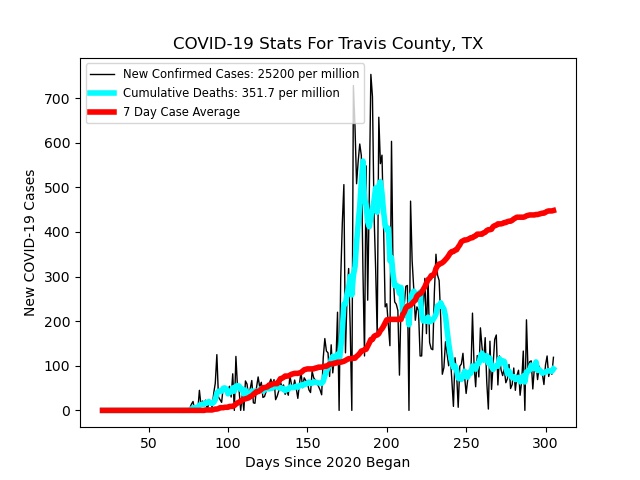 COVID-19 Stats For Travis County, TX
New Confirmed Cases: 25200 per million
Cumulative Deaths: 351.7 per million
7 Day Case Average
New COVID-19 Cases
700
600
500
400
300
200
100
0
50 100 150 200 250 300
Days Since 2020 Began